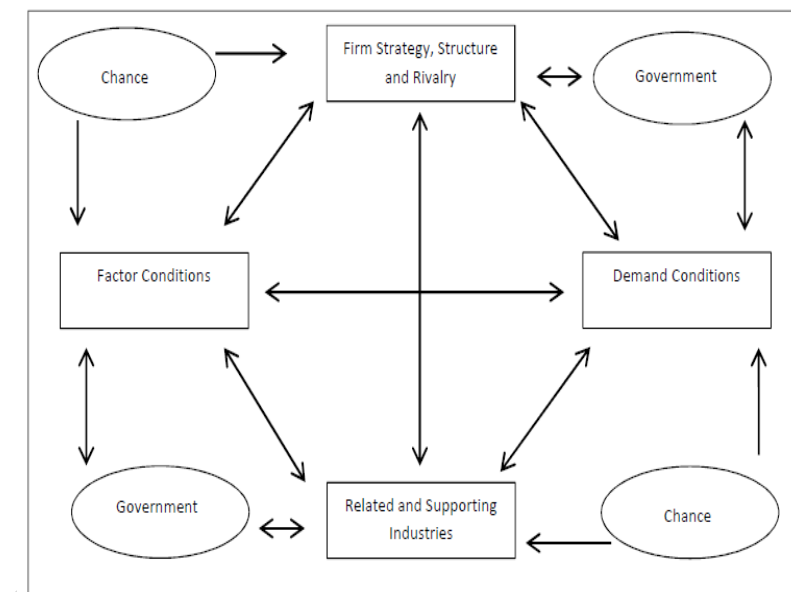 Chance
Firm Strategy, Structure
and Rivalry
Government
Factor Conditions
Demand Conditions
Government
Related and Supporting
Industries
Chance